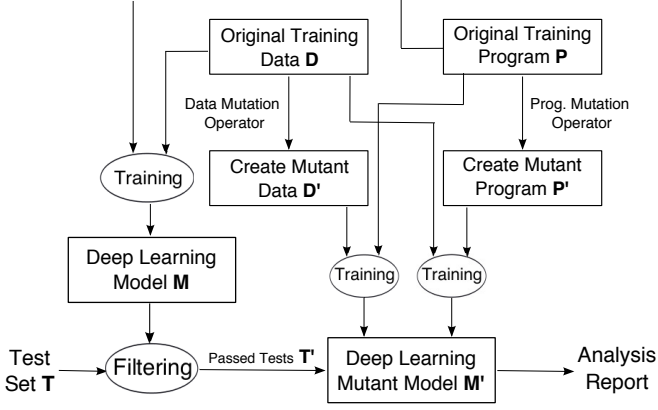 Original Training
Data D
Original Training
Program P
Data Mutation
Operator
Prog. Mutation
Operator
Training
Create Mutant
Data D'
Create Mutant
Program P'
Deep Learning
Model M
Training
Training
Test
Set T
Filtering
Passed Tests T'
Deep Learning
Mutant Model M'
Analysis
Report